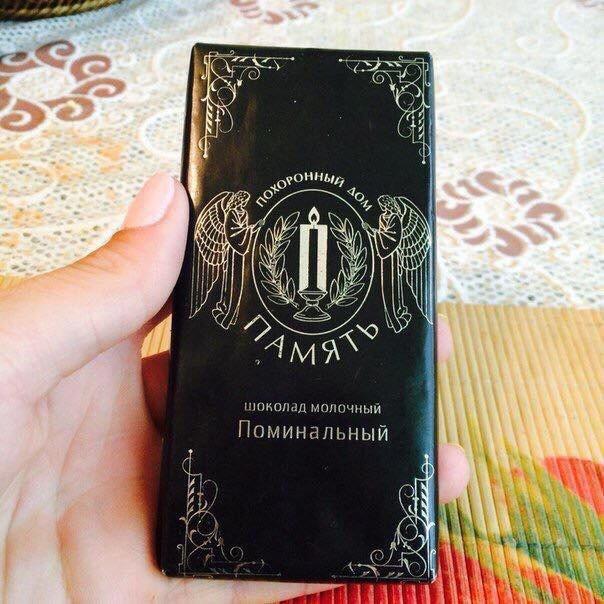 ПОХОРОННЫЙ ДОМ
П
ПАМЯТЬ
ШОКОЛАД МОЛОЧНЫЙ
Поминальный